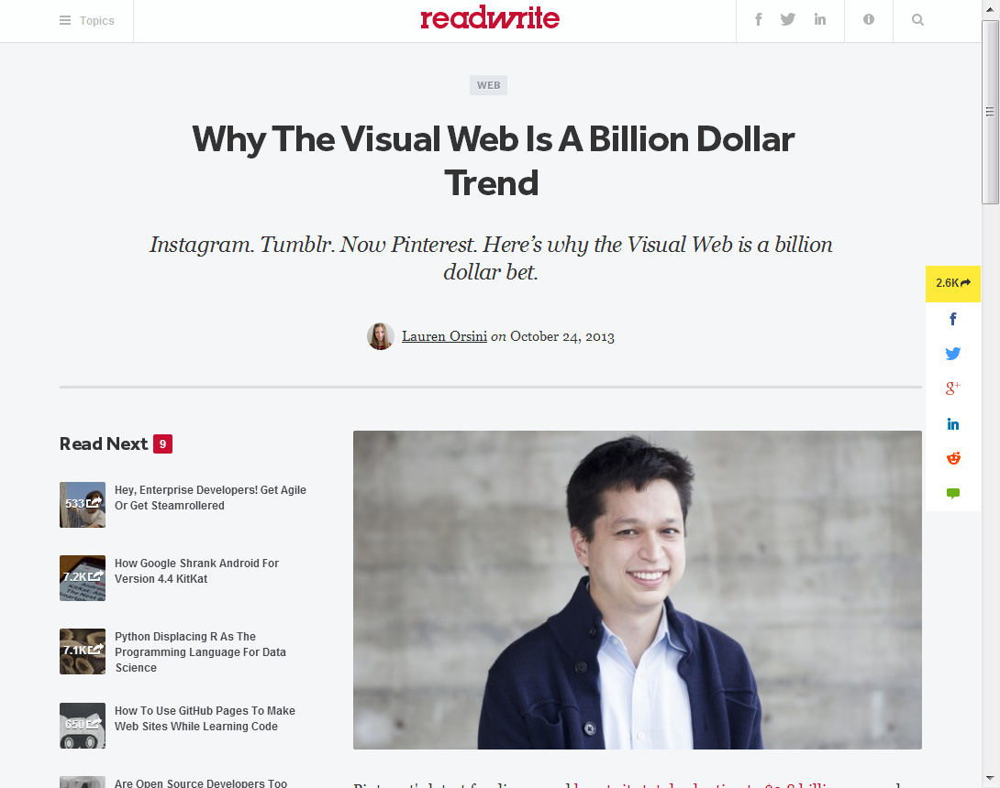 Topics
readwrite
WEB
Why The Visual Web Is A Billion Dollar
Trend
Instagram. Tumblr. Now Pinterest. Here's why the Visual Web is a billion
dollar bet.
2.6K
Lauren Orsini on October 24, 2013
Read Next 9
533
Hey, Enterprise Developers! Get Agile
Or Get Steamrollered
7.2K
How Google Shrank Android For
Version 4.4 KitKat
7.1K
Python Displacing R As The
Programming Language For Data
Science
650
How To Use GitHub Pages To Make
Web Sites While Learning Code
Are Open Source Developers Too